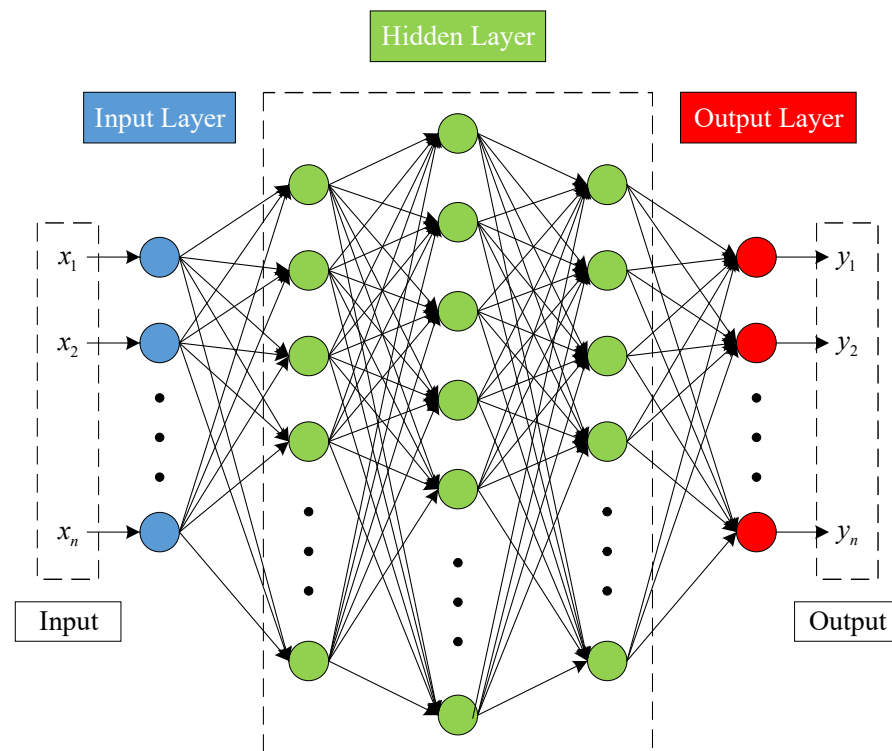 Hidden Layer
Input Layer
Output Layer
x₁
y₁
x₂
y₂
xₙ
yₙ
Input
Output